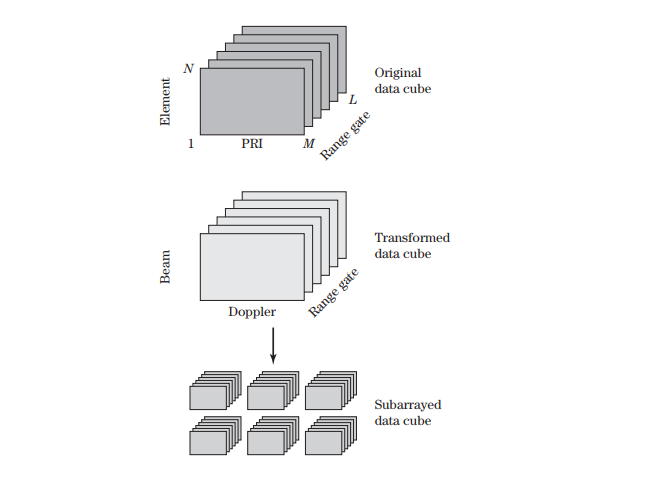 N
Element
Original
data cube
L
1
PRI
M
Range gate
Beam
Transformed
data cube
Doppler
Range gate
Subarrayed
data cube